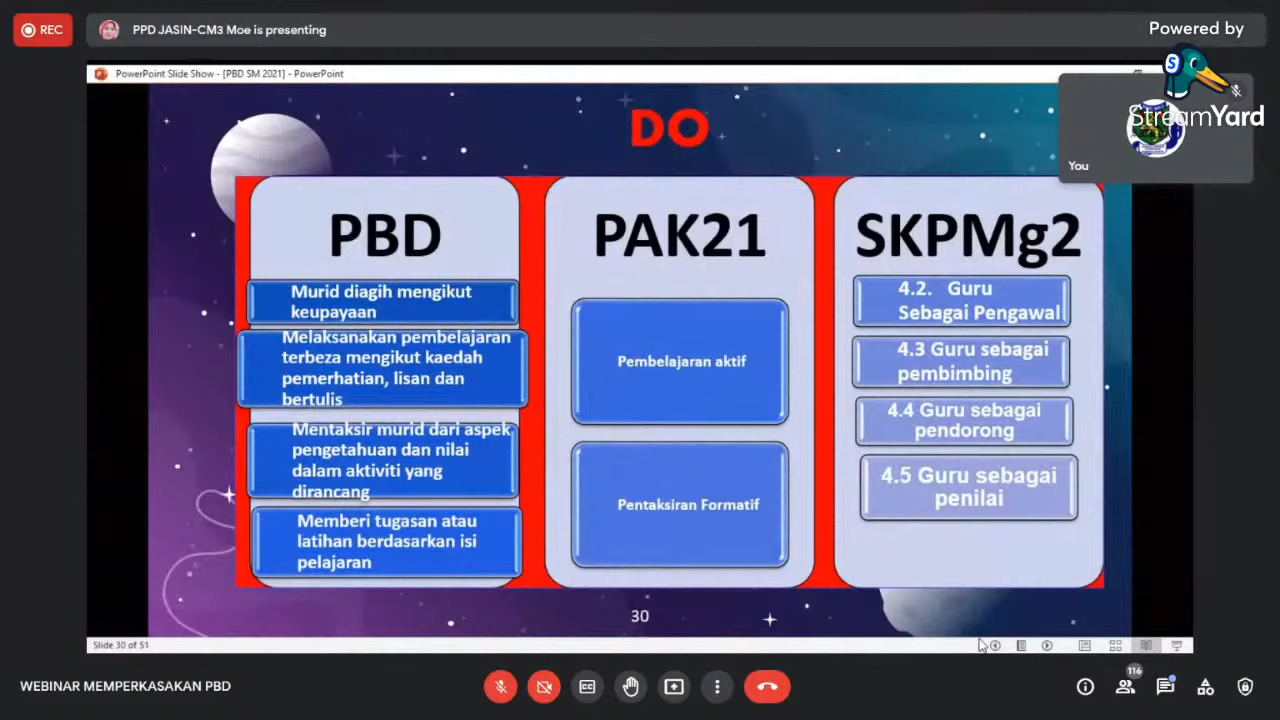 REC
PPD JASIN-CM3 Moe is presenting
Powered by
StreamYard
PowerPoint Slide Show - [PBD SM 2021] - PowerPoint
You
DO
PBD
Murid diagih mengikut
keupayaan
Melaksanakan pembelajaran
terbeza mengikut kaedah
pemerhatian, lisan dan
bertulis
Mentaksir murid dari aspek
pengetahuan dan nilai
dalam aktiviti yang
dirancang
Memberi tugasan atau
latihan berdasarkan isi
pelajaran
PAK21
Pembelajaran aktif
Pentaksiran Formatif
SKPMg2
4.2. Guru
Sebagai Pengawal
4.3 Guru sebagai
pembimbing
4.4 Guru sebagai
pendorong
4.5 Guru sebagai
penilai
30
Slide 30 of 51
WEBINAR MEMPERKASAKAN PBD
116